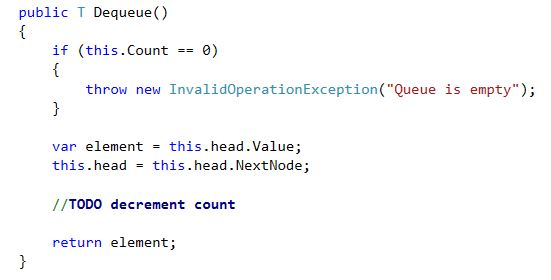 public T Dequeue()
{
if (this.Count == 0)
{
throw new InvalidOperationException("Queue is empty");
}
var element = this.head.Value;
this.head = this.head.NextNode;
//TODO decrement count
return element;
}